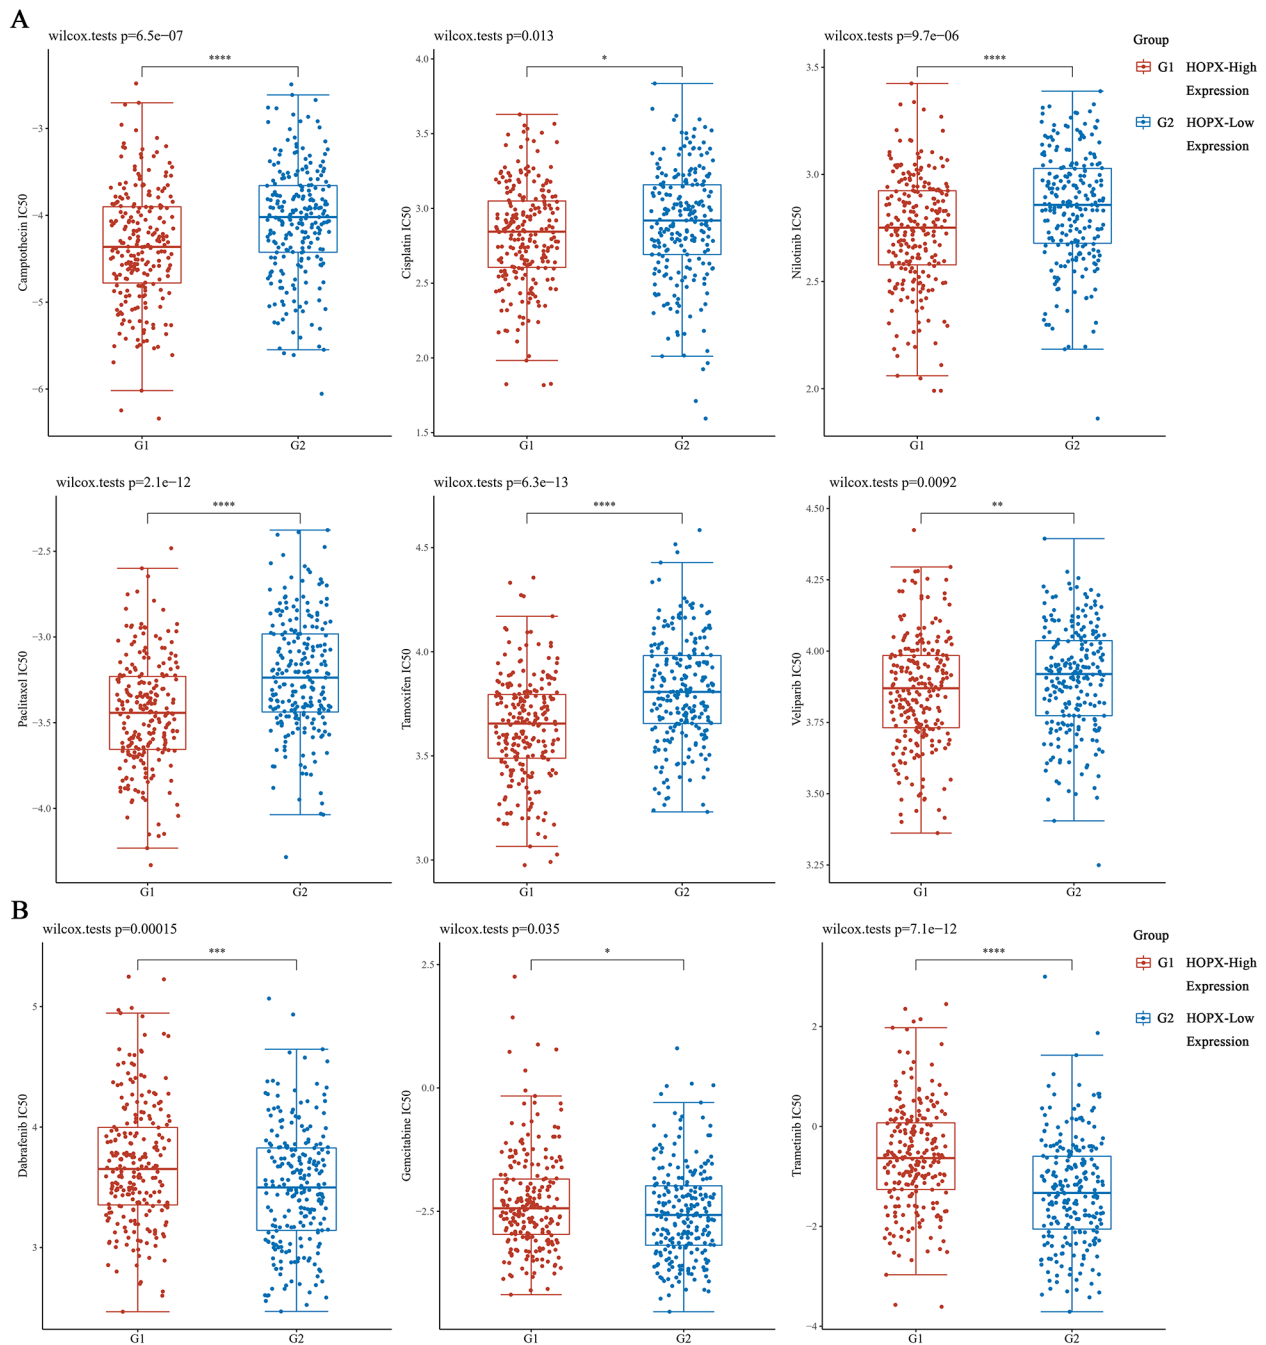 A
wilcox.tests p=6.5e−07
wilcox.tests p=0.013
wilcox.tests p=9.7e−06
Group
G1 HOPX-High
Expression
G2 HOPX-Low
Expression
****
*
****
Camptothecin IC50
−3
−4
−5
−6
G1
G2
Cisplatin IC50
4.0
3.5
3.0
2.5
2.0
1.5
G1
G2
Nilotinib IC50
3.5
3.0
2.5
2.0
G1
G2
wilcox.tests p=2.1e−12
wilcox.tests p=6.3e−13
wilcox.tests p=0.0092
****
****
**
Paclitaxel IC50
−2.5
−3.0
−3.5
−4.0
G1
G2
Tamoxifen IC50
4.5
4.0
3.5
3.0
G1
G2
Veliparib IC50
4.50
4.25
4.00
3.75
3.50
3.25
G1
G2
B
wilcox.tests p=0.00015
wilcox.tests p=0.035
wilcox.tests p=7.1e−12
Group
G1 HOPX-High
Expression
G2 HOPX-Low
Expression
***
*
****
Dabrafenib IC50
5
4
3
G1
G2
Gemcitabine IC50
2.5
0.0
−2.5
G1
G2
Trametinib IC50
2
0
−2
−4
G1
G2